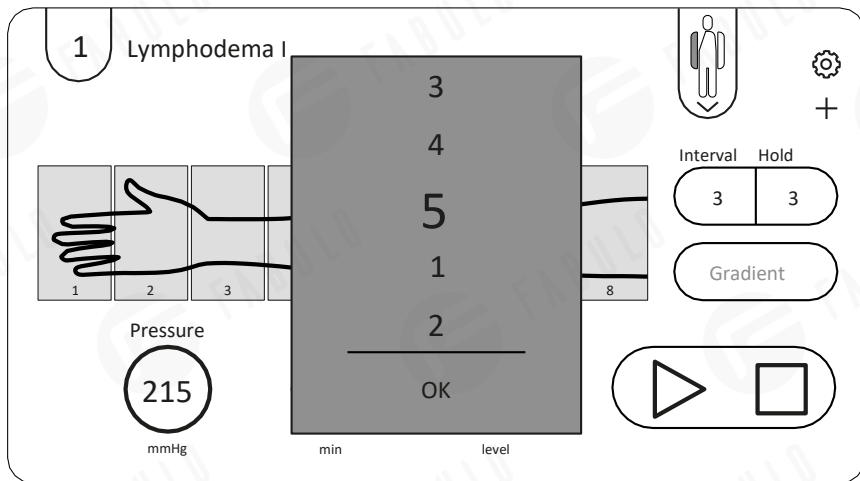 1 Lymphodema I
3
4
5
1
2
OK
Interval Hold
3 3
Gradient
1 2 3 8
Pressure
215
mmHg
min level
FABULO